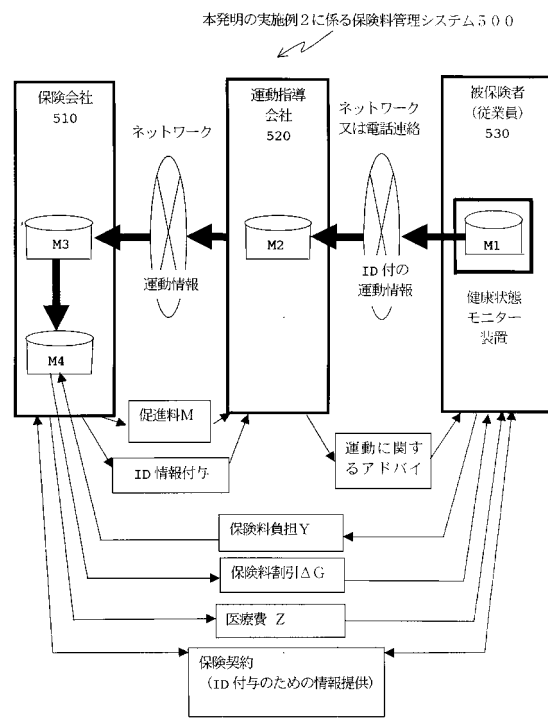 本発明の実施例2に係る保険料管理システム500
保険会社
510
ネットワーク
運動指導
会社
520
ネットワーク
又は電話連絡
被保険者
(従業員)
530
M3
M2
M1
運動情報
ID付の
運動情報
健康状態
モニター
装置
M4
促進料M
ID情報付与
運動に関す
るアドバイ
保険料負担Y
保険料割引ΔG
医療費 Z
保険契約
(ID付与のための情報提供)